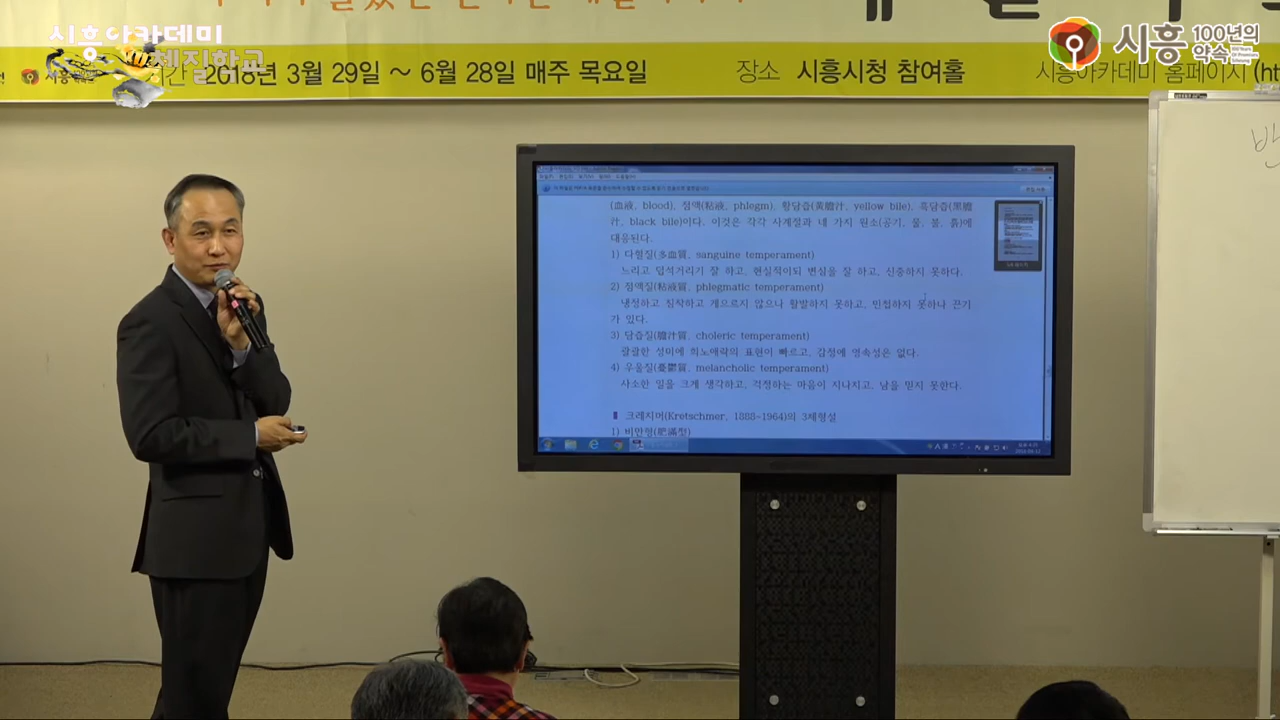 시흥아카데미
체지학교
시흥
100년의
약속
2018년 3월 29일 ~ 6월 28일 매주 목요일
장소 시흥시청 참여홀
시흥아카데미 홈페이지 (ht
(血液, blood), 점액(粘液, phlegm), 황담즙(黃膽汁, yellow bile), 흑담즙(黑膽
汁, black bile)이다. 이것은 각각 사계절과 네 가지 원소(공기, 물, 불, 흙)에
대응된다.
1) 다혈질(多血質, sanguine temperament)
느리고 덥석거리기 잘 하고, 현실적이되 변심을 잘 하고, 신중하지 못하다.
2) 점액질(粘液質, phlegmatic temperament)
냉정하고 침착하고 게으르지 않으나 활발하지 못하고, 민첩하지 못하나 끈기
가 있다.
3) 담즙질(膽汁質, choleric temperament)
괄괄한 성미에 희노애락의 표현이 빠르고, 감정에 영속성은 없다.
4) 우울질(憂鬱質, melancholic temperament)
사소한 일을 크게 생각하고, 걱정하는 마음이 지나치고, 남을 믿지 못한다.
크레치머(Kretschmer, 1888-1964)의 3체형설
1) 비만형(肥滿型)